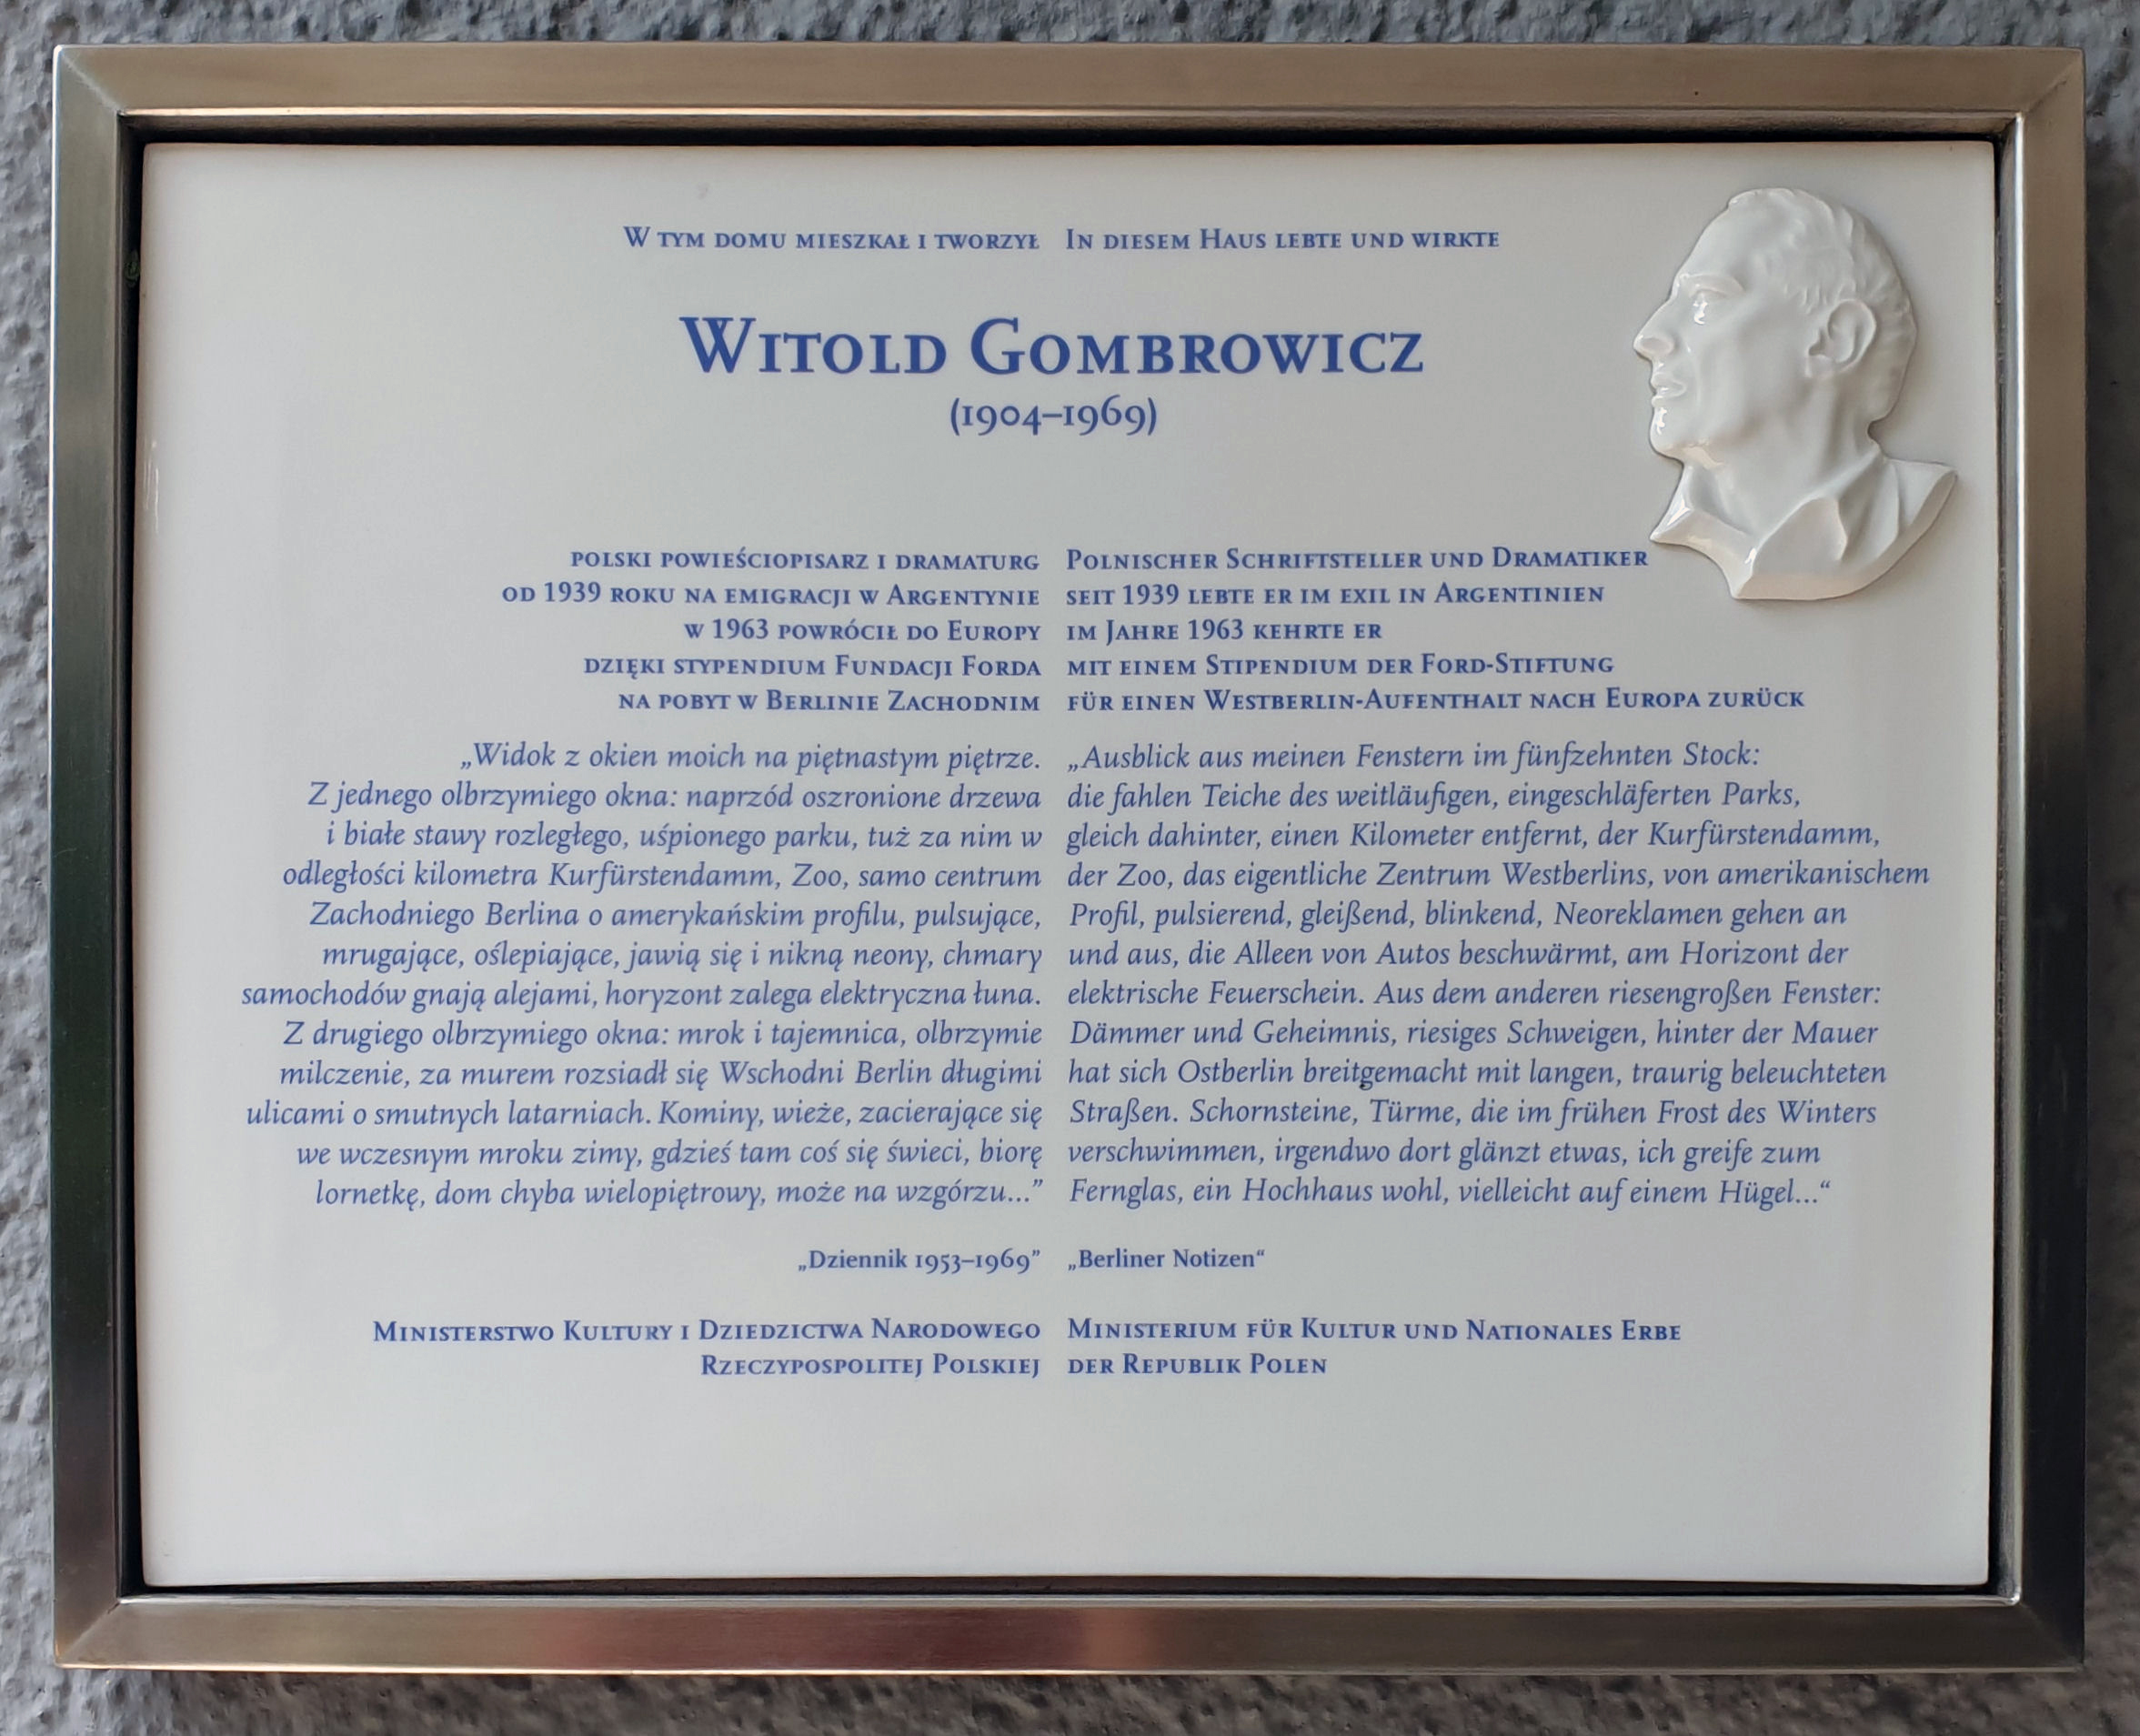 W TYM DOMU MIESZKAŁ I TWORZYŁ
IN DIESEM HAUS LEBTE UND WIRKTE
WITOLD GOMBROWICZ
(1904–1969)
POLSKI POWIEŚCIOPISARZ I DRAMATURG
OD 1939 ROKU NA EMIGRACJI W ARGENTYNIE
W 1963 POWRÓCIŁ DO EUROPY
DZIĘKI STYPENDIUM FUNDACJI FORDA
NA POBYT W BERLINIE ZACHODNIM
„Widok z okien moich na piętnastym piętrze.
Z jednego olbrzymiego okna: naprzód oszronione drzewa
i białe stawy rozległego, uśpionego parku, tuż za nim w
odległości kilometra Kurfürstendamm, Zoo, samo centrum
Zachodniego Berlina o amerykańskim profilu, pulsujące,
mrugające, oślepiające, jawią się i nikną neony, chmary
samochodów gnają alejami, horyzont zalega elektryczna łuna.
Z drugiego olbrzymiego okna: mrok i tajemnica, olbrzymie
milczenie, za murem rozsiadł się Wschodni Berlin długimi
ulicami o smutnych latarniach. Kominy, wieże, zacierające się
we wczesnym mroku zimy, gdzieś tam coś się świeci, biorę
lornetkę, dom chyba wielopiętrowy, może na wzgórzu...”
„Dziennik 1953–1969”
MINISTERSTWO KULTURY I DZIEDZICTWA NARODOWEGO
RZECZYPOSPOLITEJ POLSKIEJ
POLNISCHER SCHRIFTSTELLER UND DRAMATIKER
SEIT 1939 LEBTE ER IM EXIL IN ARGENTINIEN
IM JAHRE 1963 KEHRTE ER
MIT EINEM STIPENDIUM DER FORD-STIFTUNG
FÜR EINEN WESTBERLIN-AUFENTHALT NACH EUROPA ZURÜCK
„Ausblick aus meinen Fenstern im fünfzehnten Stock:
die fahlen Teiche des weitläufigen, eingeschläferten Parks,
gleich dahinter, einen Kilometer entfernt, der Kurfürstendamm,
der Zoo, das eigentliche Zentrum Westberlins, von amerikanischem
Profil, pulsierend, gleißend, blinkend, Neoreklamen gehen an
und aus, die Alleen von Autos beschwärmt, am Horizont der
elektrische Feuerschein. Aus dem anderen riesengroßen Fenster:
Dämmer und Geheimnis, riesiges Schweigen, hinter der Mauer
hat sich Ostberlin breitgemacht mit langen, traurig beleuchteten
Straßen. Schornsteine, Türme, die im frühen Frost des Winters
verschwimmen, irgendwo dort glänzt etwas, ich greife zum
Fernglas, ein Hochhaus wohl, vielleicht auf einem Hügel...“
„Berliner Notizen“
MINISTERIUM FÜR KULTUR UND NATIONALES ERBE
DER REPUBLIK POLEN